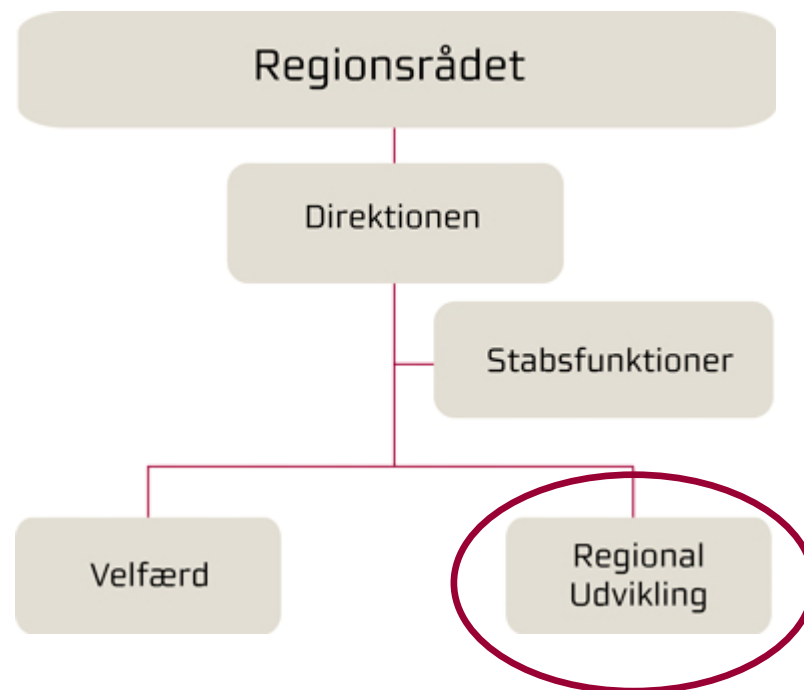 Regionsrådet
Direktionen
Stabsfunktioner
Velfærd
Regional
Udvikling